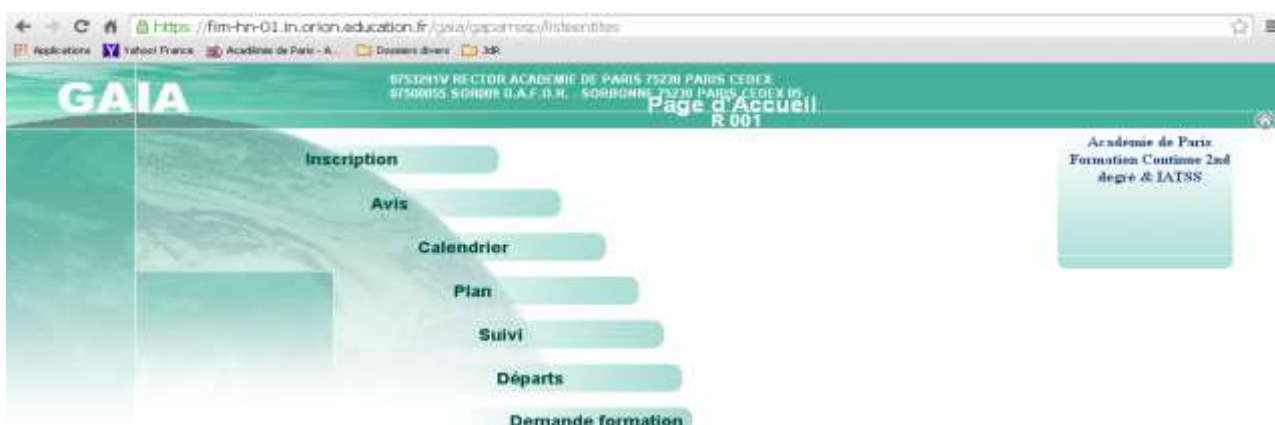 https://fim-hn-01.in.orion.education.fr/gaia/gaparresp/listeentites
Applications Yahoo! France Académie de Paris - A... Dossiers divers JdR
RECTOR ACADEMIE DE PARIS 75230 PARIS CEDEX
D.A.F.O.R. SORBONNE 75230 PARIS CEDEX 05
GAIA
Page d'Accueil
R 001
Académie de Paris
Formation Continue 2nd
degré & IATSS
Inscription
Avis
Calendrier
Plan
Suivi
Départs
Demande formation